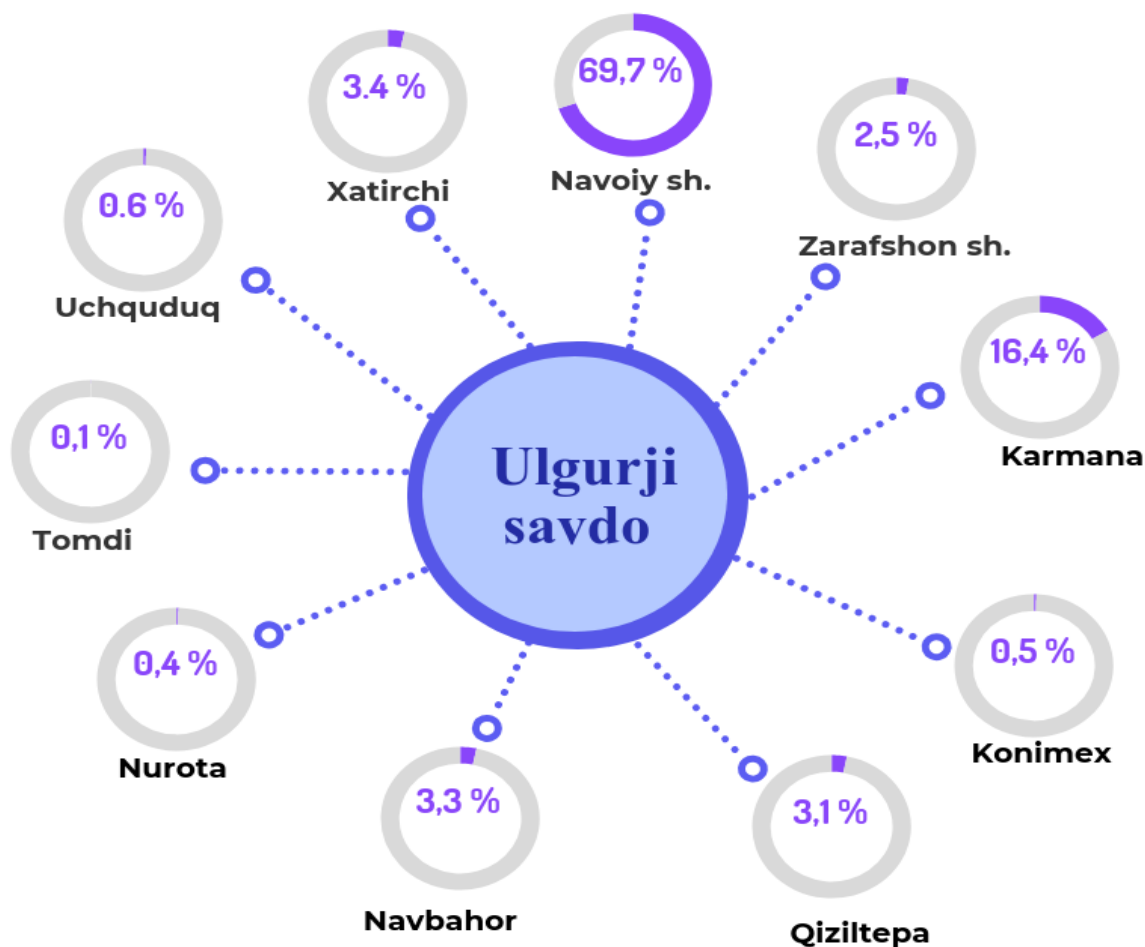 69,7 %
Navoiy sh.
3.4 %
Xatirchi
2,5 %
Zarafshon sh.
0.6 %
Uchquduq
16,4 %
Karmana
0,1 %
Tomdi
Ulgurji
savdo
0,4 %
Nurota
0,5 %
Konimex
3,3 %
Navbahor
3,1 %
Qiziltepa